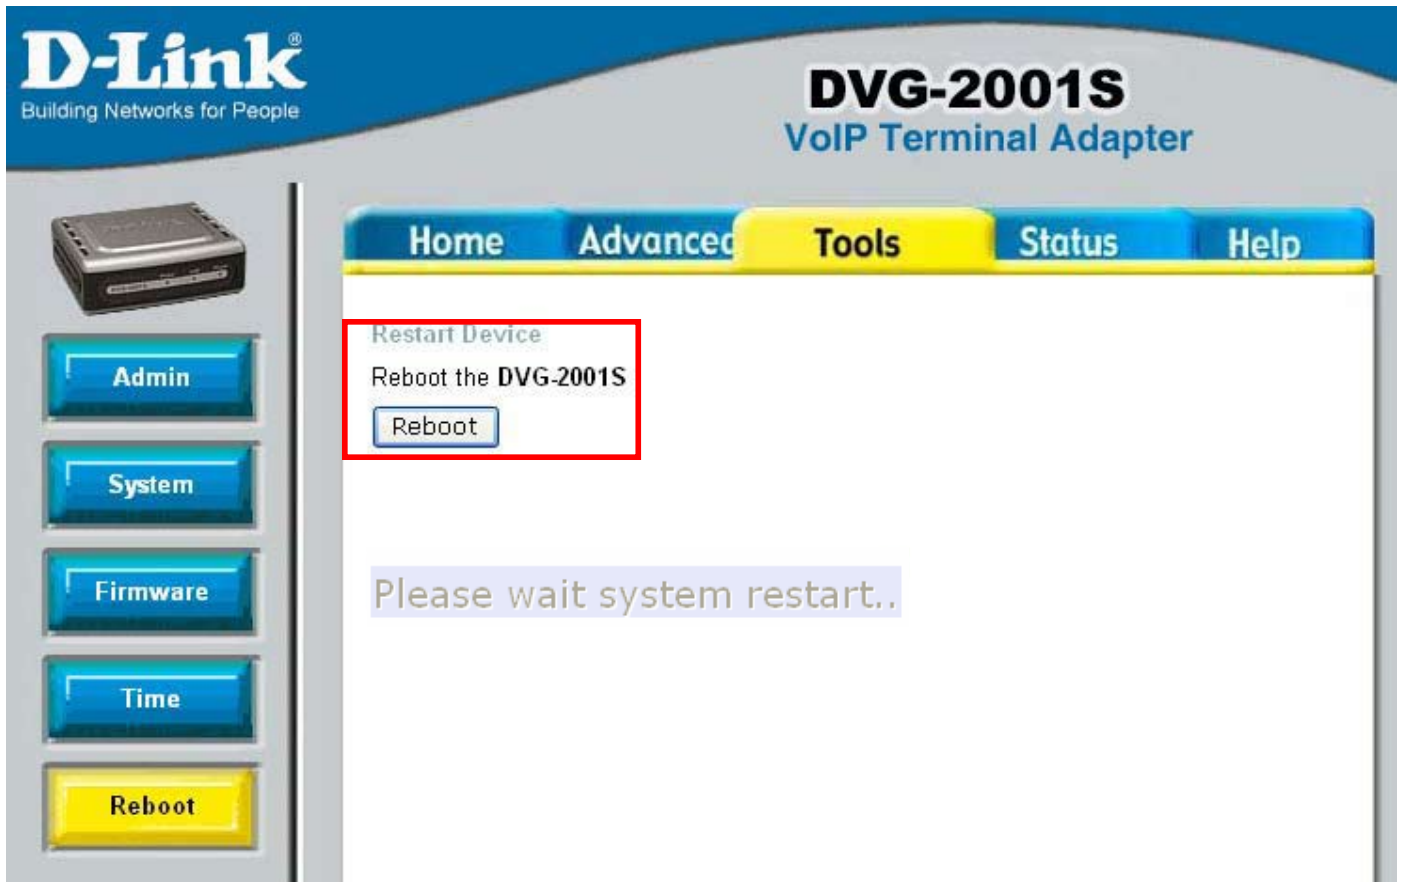 D-Link®
Building Networks for People
DVG-2001S
VoIP Terminal Adapter
Home Advanced Tools Status Help
Restart Device
Reboot the DVG-2001S
Reboot
Please wait system restart..
Admin
System
Firmware
Time
Reboot